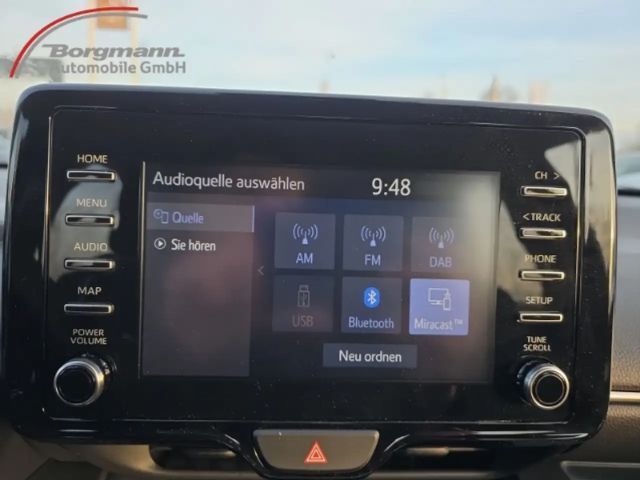 Borgmann
Automobile GmbH
HOME
MENU
AUDIO
MAP
POWER
VOLUME
Audioquelle auswählen
9:48
Quelle
Sie hören
AM
FM
DAB
USB
Bluetooth
Miracast™
Neu ordnen
CH >
< TRACK
PHONE
SETUP
TUNE
SCROLL